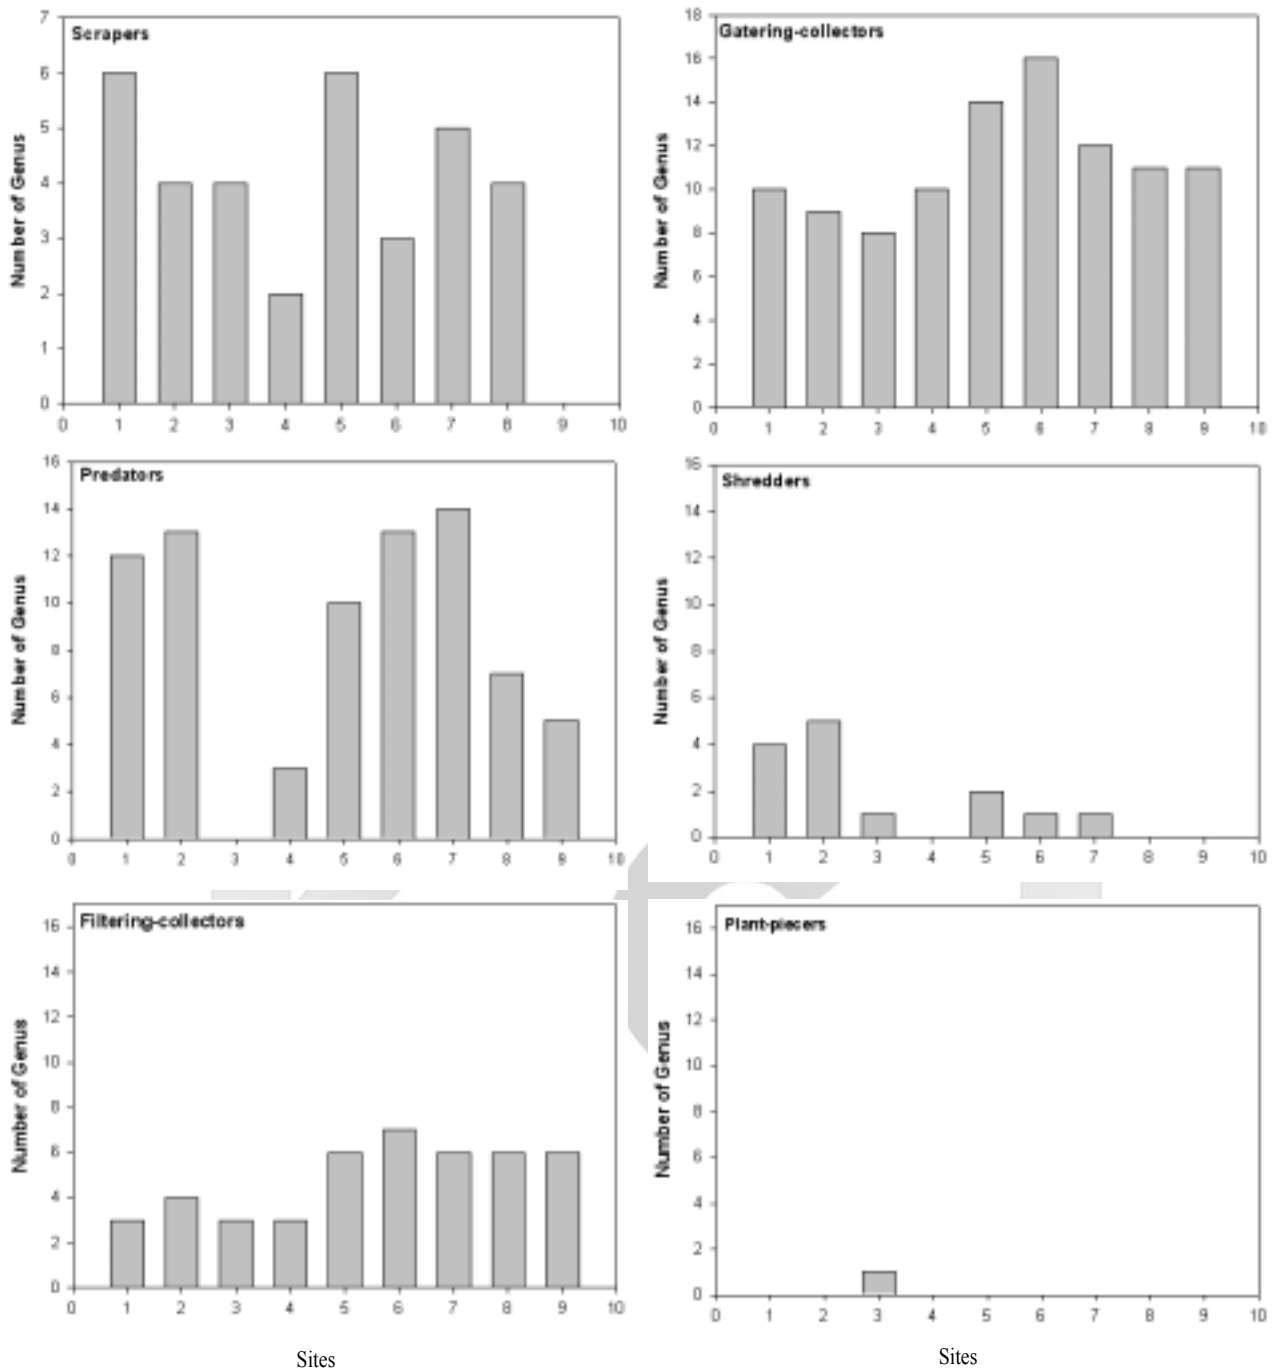 Scrapers
Number of Genus
7
6
5
4
3
2
1
0
0 1 2 3 4 5 6 7 8 9 10
Gatering-collectors
Number of Genus
18
16
14
12
10
8
6
4
2
0
0 1 2 3 4 5 6 7 8 9 10
Predators
Number of Genus
16
14
12
10
8
6
4
2
0
0 1 2 3 4 5 6 7 8 9 10
Shredders
Number of Genus
16
14
12
10
8
6
4
2
0
0 1 2 3 4 5 6 7 8 9 10
Filtering-collectors
Number of Genus
16
14
12
10
8
6
4
2
0
0 1 2 3 4 5 6 7 8 9 10
Sites
Plant-piecers
Number of Genus
16
14
12
10
8
6
4
2
0
0 1 2 3 4 5 6 7 8 9 10
Sites